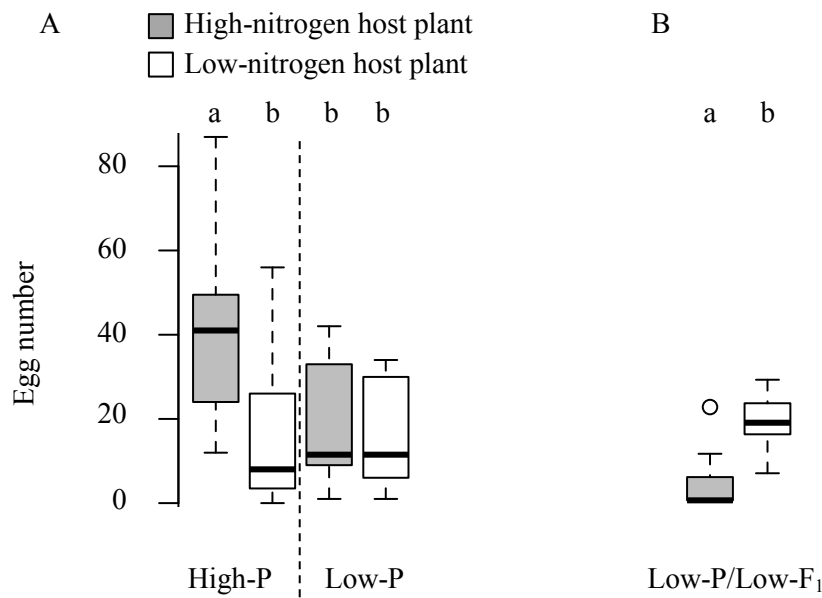 A
High-nitrogen host plant
Low-nitrogen host plant
B
a b b b
a b
80
60
40
20
0
Egg number
High-P Low-P
Low-P/Low-F₁